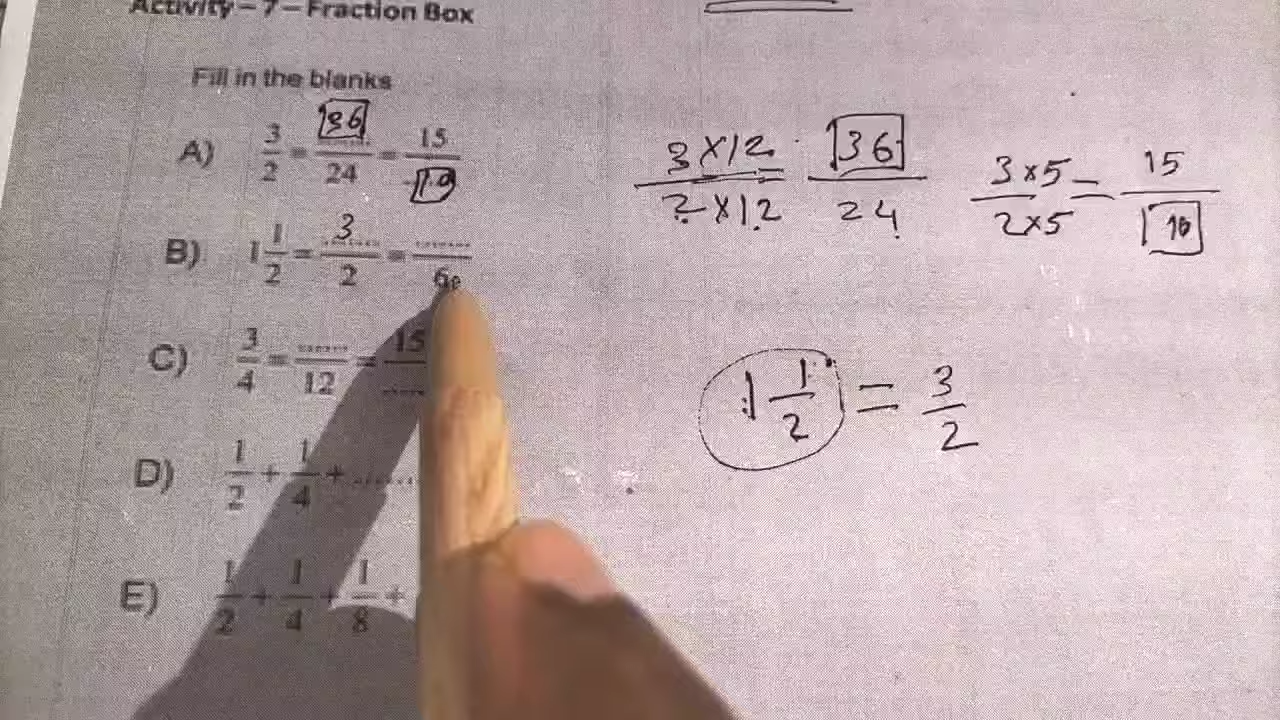 Activity – 7 – Fraction Box
Fill in the blanks
A) 3/2 = 36/24 = 15/10
B) 1 1/2 = 3/2 = ....../6
C) 3/4 = ....../12 = 15/......
D) 1/2 + 1/4 + ......
E) 1/2 + 1/4 + 1/8 +
3 x 12 / 2 x 12 = 36/24
3 x 5 / 2 x 5 = 15/10
1 1/2 = 3/2